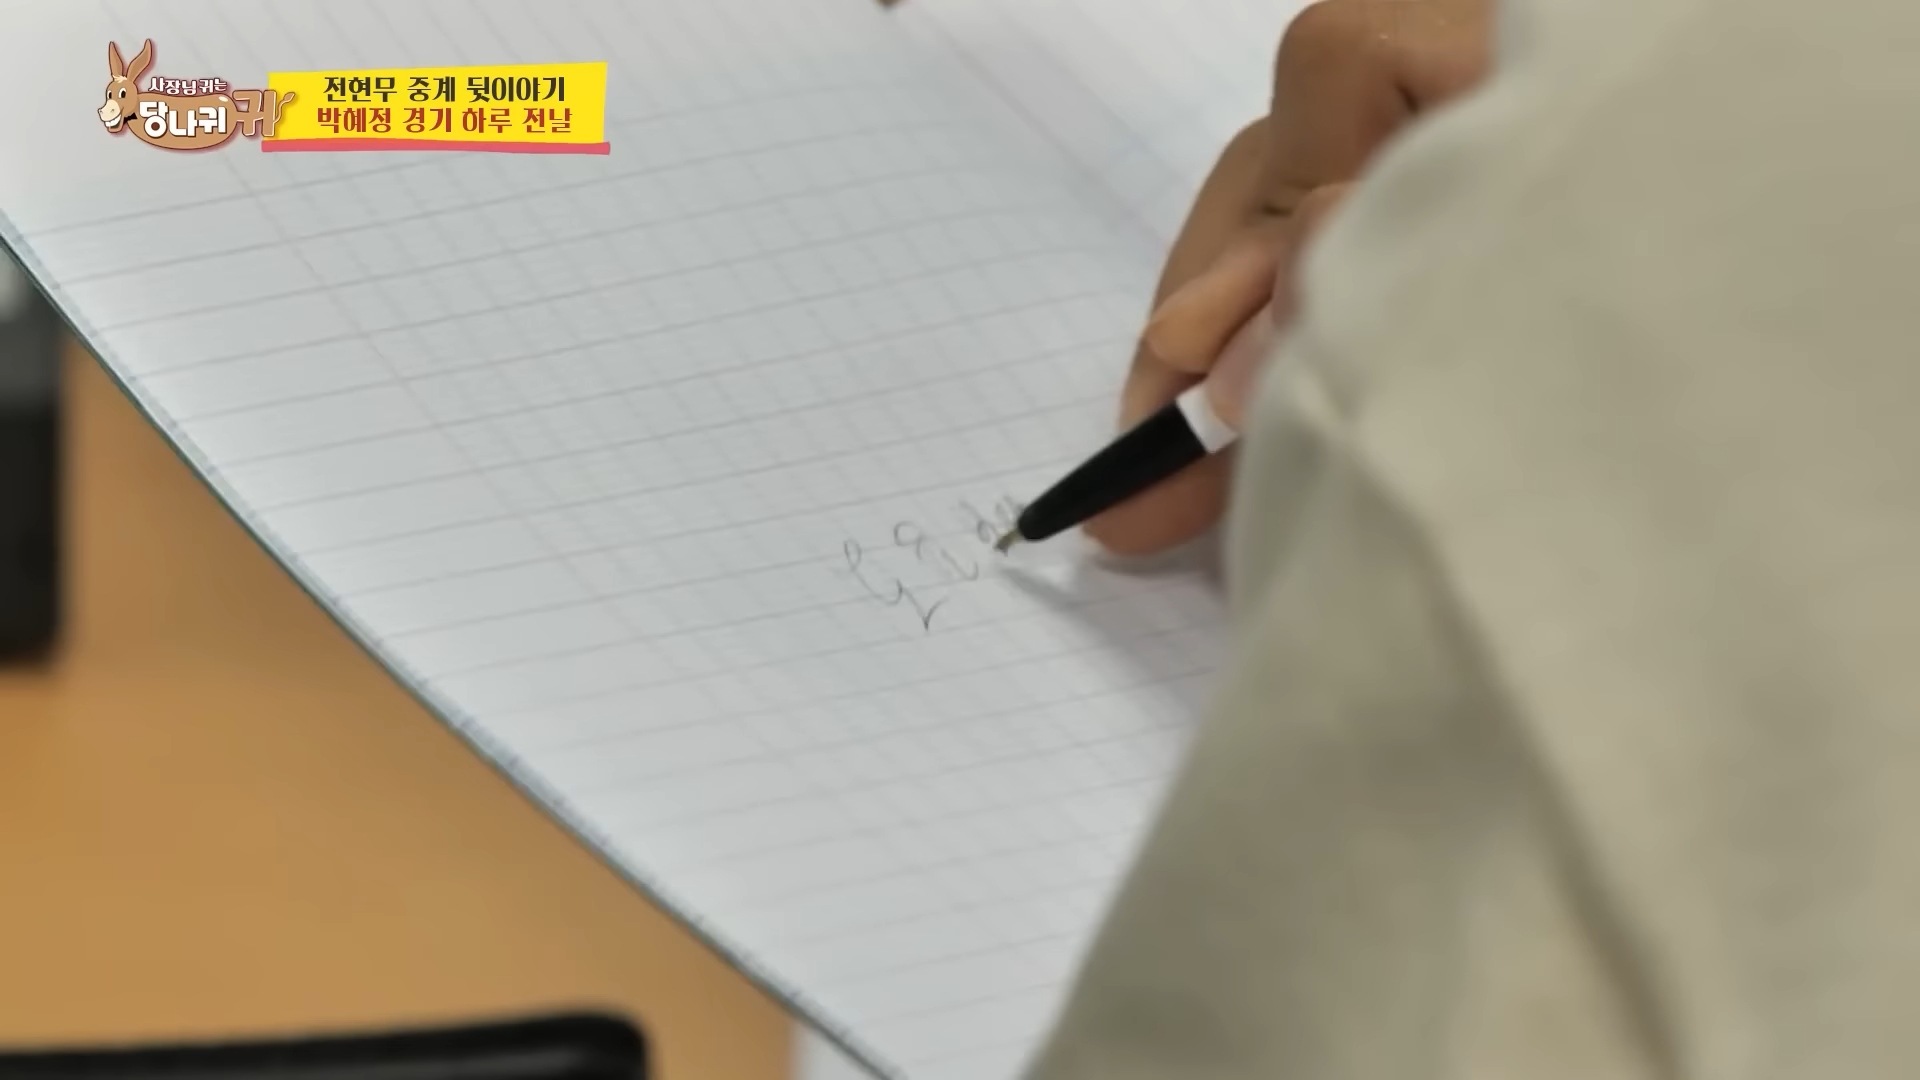 사장님 귀는
당나귀 귀
전현무 중계 뒷이야기
박혜정 경기 하루 전날